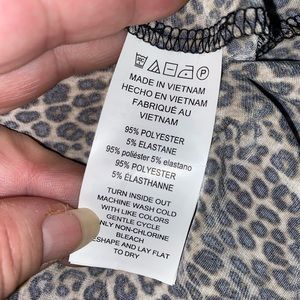 MADE IN VIETNAM
HECHO EN VIETNAM
FABRIQUÉ AU
VIETNAM
95% POLYESTER
5% ELASTANE
95% poliéster 5% elastano
95% POLYESTER
5% ÉLASTHANNE
TURN INSIDE OUT
MACHINE WASH COLD
WITH LIKE COLORS
GENTLE CYCLE
ONLY NON-CHLORINE
BLEACH
RESHAPE AND LAY FLAT
TO DRY